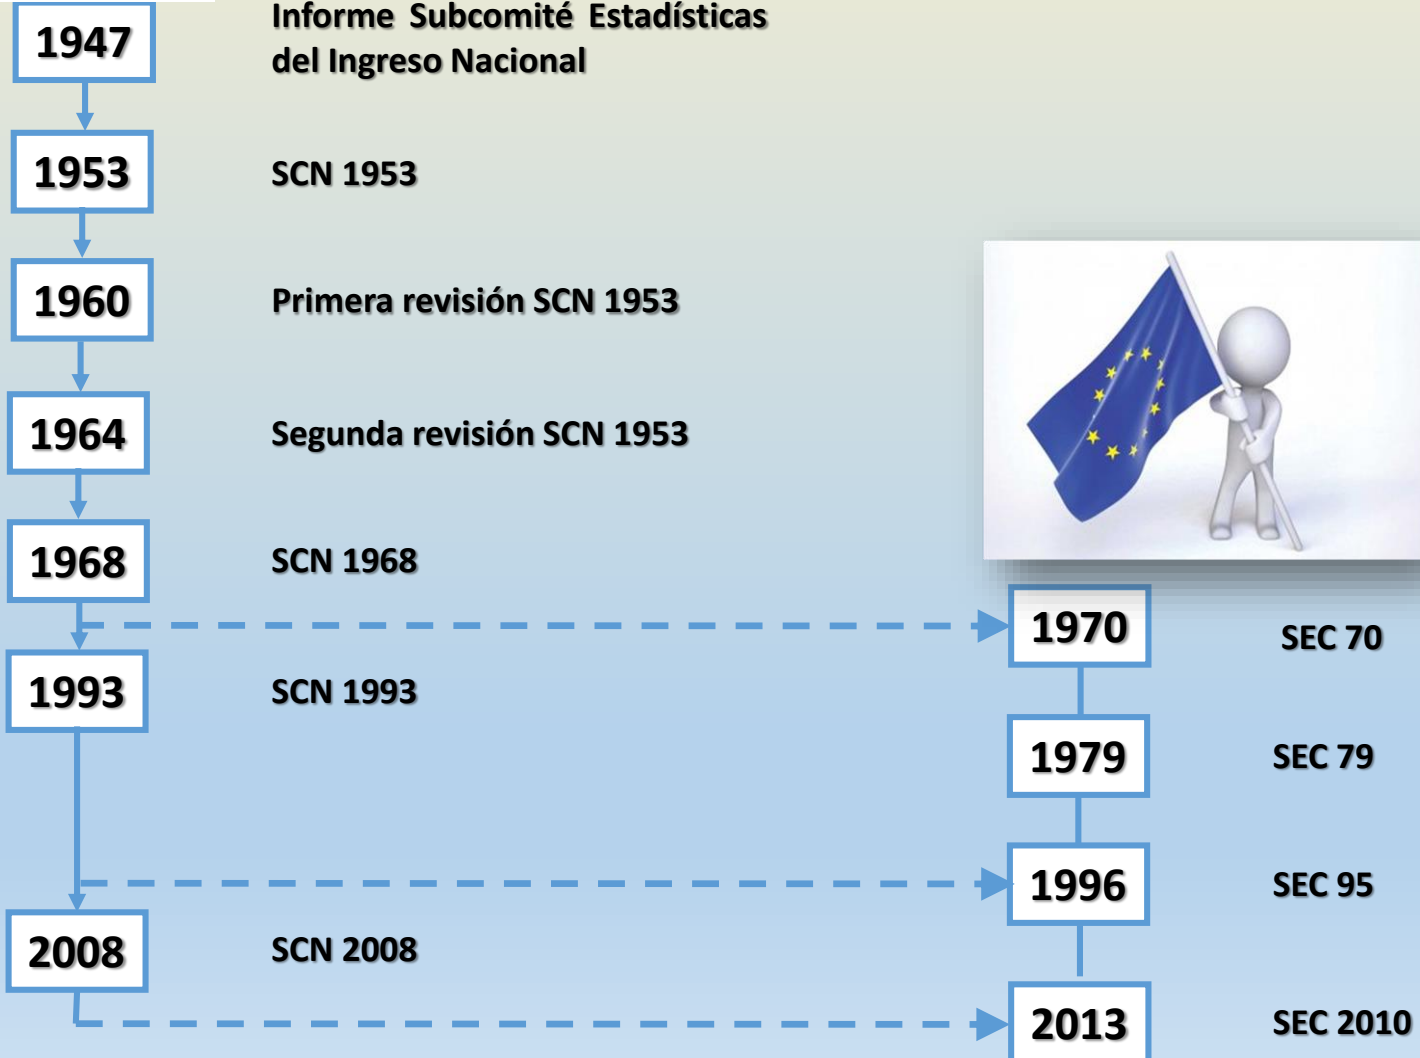 1947
Informe Subcomité Estadísticas
del Ingreso Nacional
1953
SCN 1953
1960
Primera revisión SCN 1953
1964
Segunda revisión SCN 1953
1968
SCN 1968
1970
SEC 70
1993
SCN 1993
1979
SEC 79
1996
SEC 95
2008
SCN 2008
2013
SEC 2010